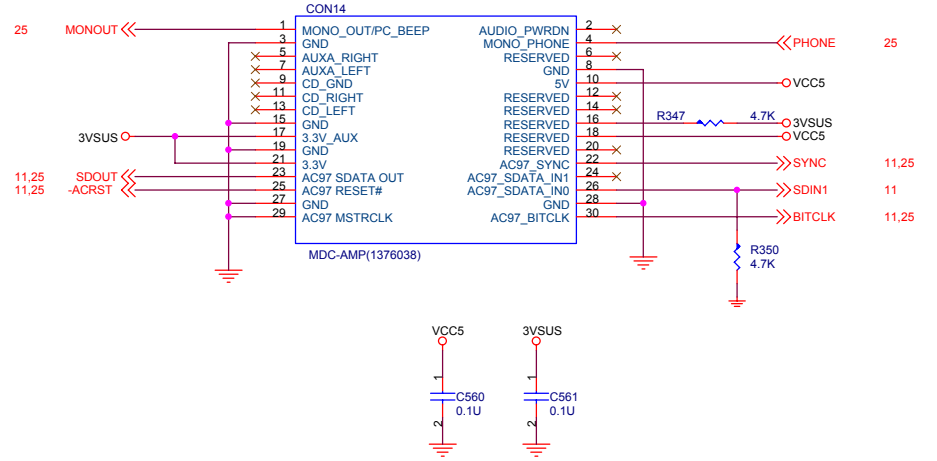 CON14
25 MONOUT 1 MONO_OUT/PC_BEEP AUDIO_PWRDN 2
3 GND MONO_PHONE 4 PHONE 25
5 AUXA_RIGHT RESERVED 6
7 AUXA_LEFT GND 8
9 CD_GND 5V 10 VCC5
11 CD_RIGHT RESERVED 12
13 CD_LEFT RESERVED 14
15 GND RESERVED 16 R347 4.7K 3VSUS
3VSUS 17 3.3V_AUX RESERVED 18 VCC5
19 GND RESERVED 20
21 3.3V AC97_SYNC 22 SYNC 11,25
11,25 SDOUT 23 AC97 SDATA OUT AC97_SDATA_IN1 24
11,25 -ACRST 25 AC97 RESET# AC97_SDATA_IN0 26 SDIN1 11
27 GND GND 28
29 AC97 MSTRCLK AC97_BITCLK 30 BITCLK 11,25
MDC-AMP(1376038)
R350
4.7K
VCC5 3VSUS
1 1
C560 C561
0.1U 0.1U
2 2